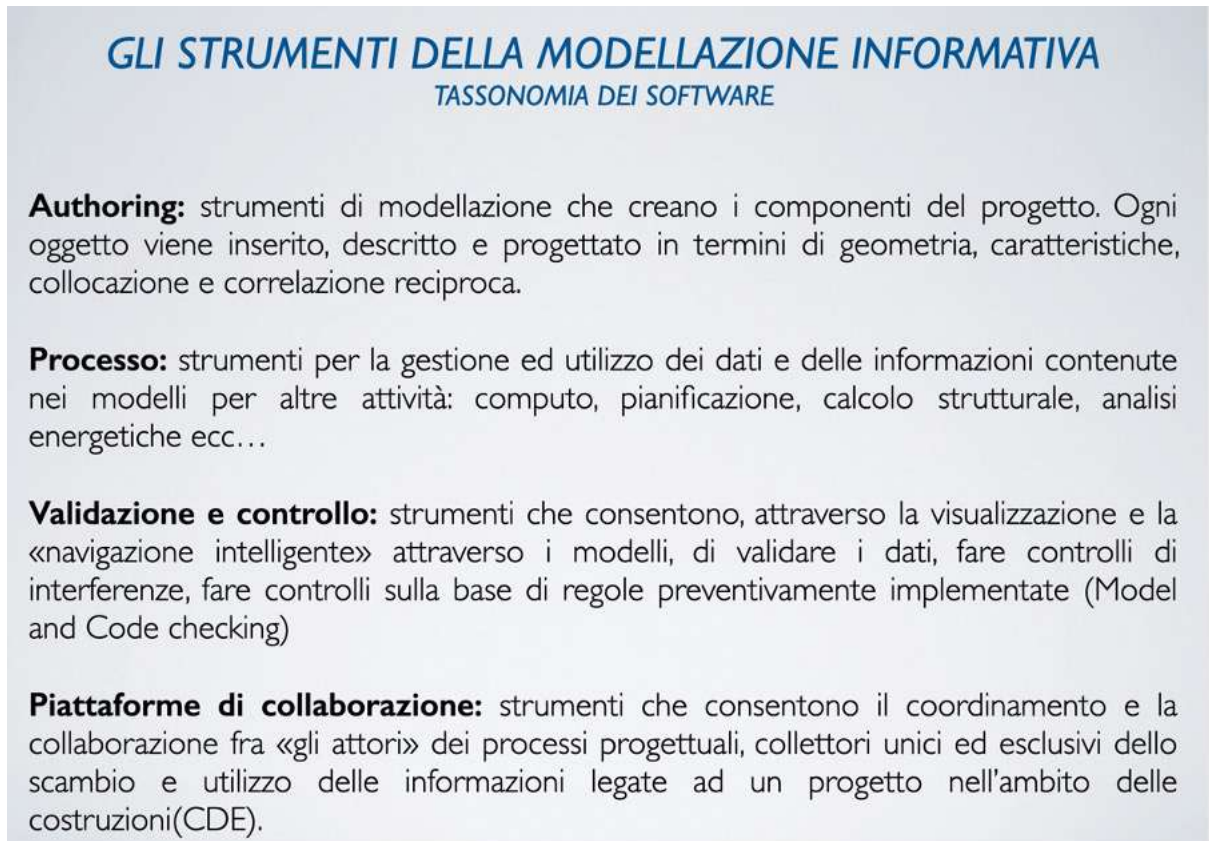 GLI STRUMENTI DELLA MODELLAZIONE INFORMATIVA
TASSONOMIA DEI SOFTWARE
Authoring: strumenti di modellazione che creano i componenti del progetto. Ogni
oggetto viene inserito, descritto e progettato in termini di geometria, caratteristiche,
collocazione e correlazione reciproca.
Processo: strumenti per la gestione ed utilizzo dei dati e delle informazioni contenute
nei modelli per altre attività: computo, pianificazione, calcolo strutturale, analisi
energetiche ecc…
Validazione e controllo: strumenti che consentono, attraverso la visualizzazione e la
«navigazione intelligente» attraverso i modelli, di validare i dati, fare controlli di
interferenze, fare controlli sulla base di regole preventivamente implementate (Model
and Code checking)
Piattaforme di collaborazione: strumenti che consentono il coordinamento e la
collaborazione fra «gli attori» dei processi progettuali, collettori unici ed esclusivi dello
scambio e utilizzo delle informazioni legate ad un progetto nell'ambito delle
costruzioni(CDE).